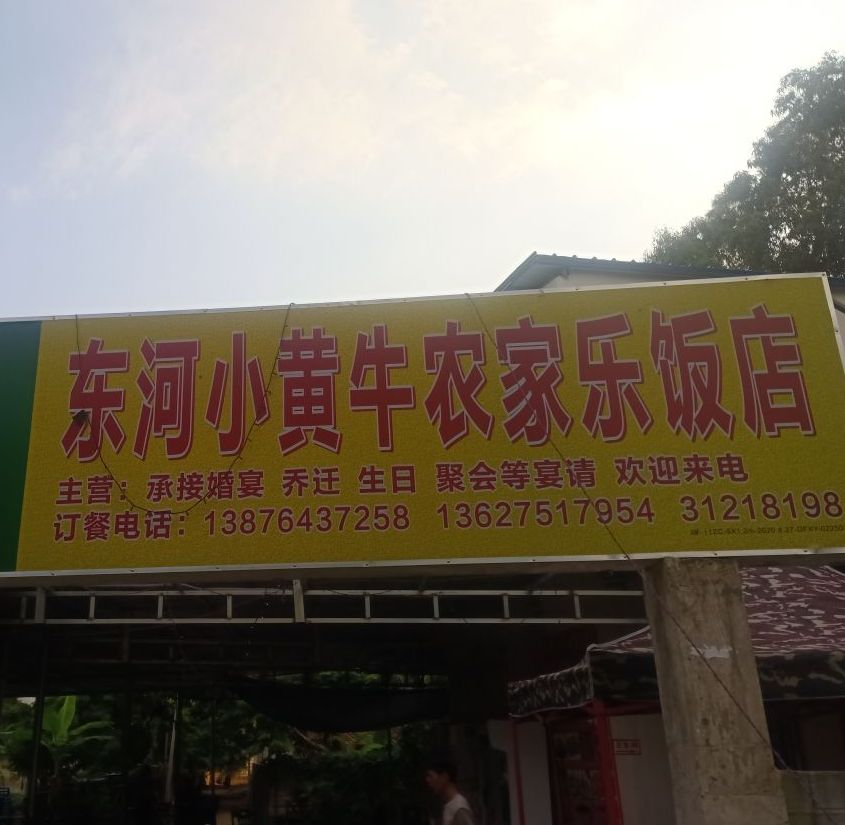 东河小黄牛农家乐饭店
主营：承接婚宴 乔迁 生日 聚会等宴请 欢迎来电
订餐电话：13876437258 13627517954 31218198